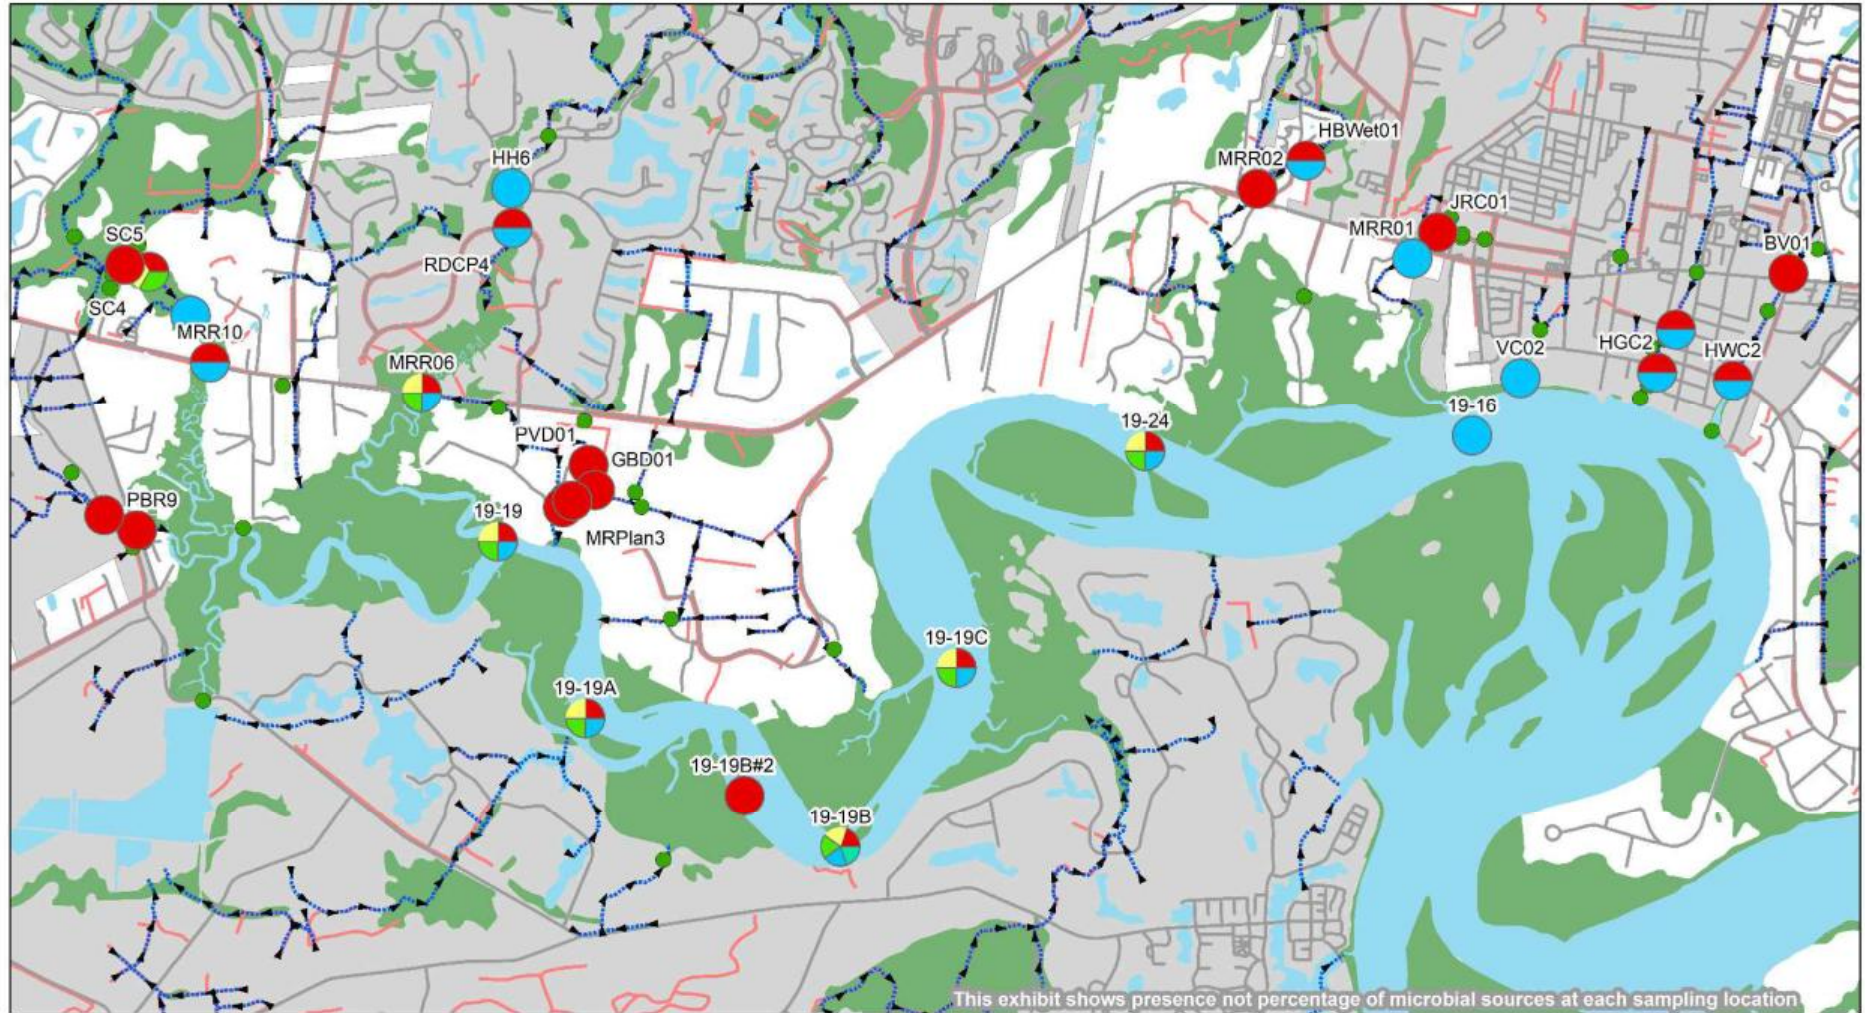 HBWet01
HH6
MRR02
JRC01
MRR01
SC5
BV01
RDCP4
SC4
MRR10
HGC2
VC02
HWC2
MRR06
19-16
19-24
PVD01
GBD01
PBR9
19-19
MRPlan3
19-19C
19-19A
19-19B#2
19-19B
This exhibit shows presence not percentage of microbial sources at each sampling location